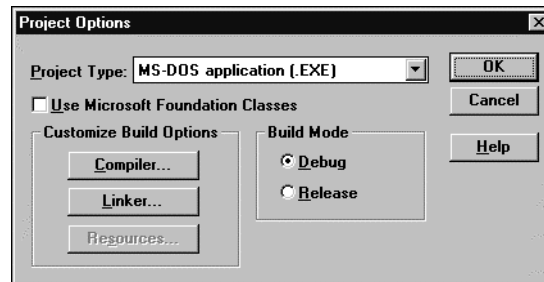 Project Options
Project Type: MS-DOS application (.EXE)
OK
Use Microsoft Foundation Classes
Cancel
Customize Build Options
Build Mode
Compiler...
Debug
Help
Linker...
Release
Resources...